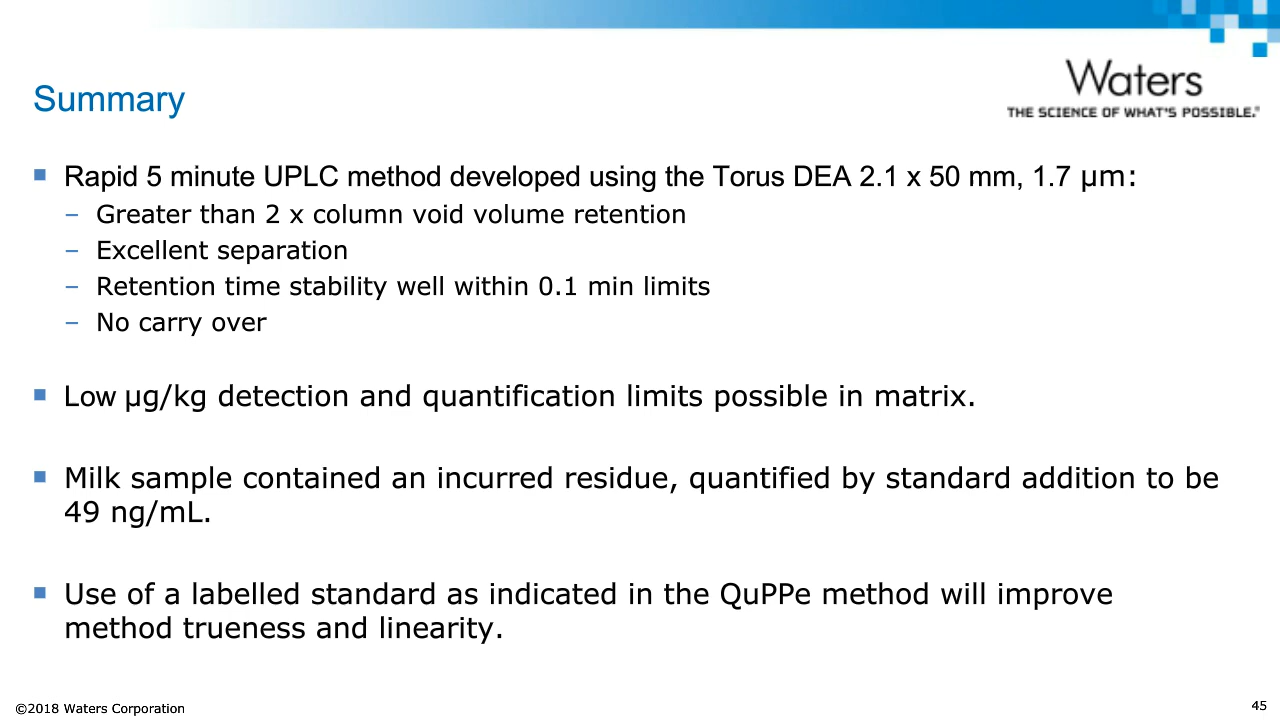 Waters
THE SCIENCE OF WHAT'S POSSIBLE.®
Summary
Rapid 5 minute UPLC method developed using the Torus DEA 2.1 x 50 mm, 1.7 µm:
– Greater than 2 x column void volume retention
– Excellent separation
– Retention time stability well within 0.1 min limits
– No carry over
Low µg/kg detection and quantification limits possible in matrix.
Milk sample contained an incurred residue, quantified by standard addition to be
49 ng/mL.
Use of a labelled standard as indicated in the QuPPe method will improve
method trueness and linearity.
©2018 Waters Corporation
45